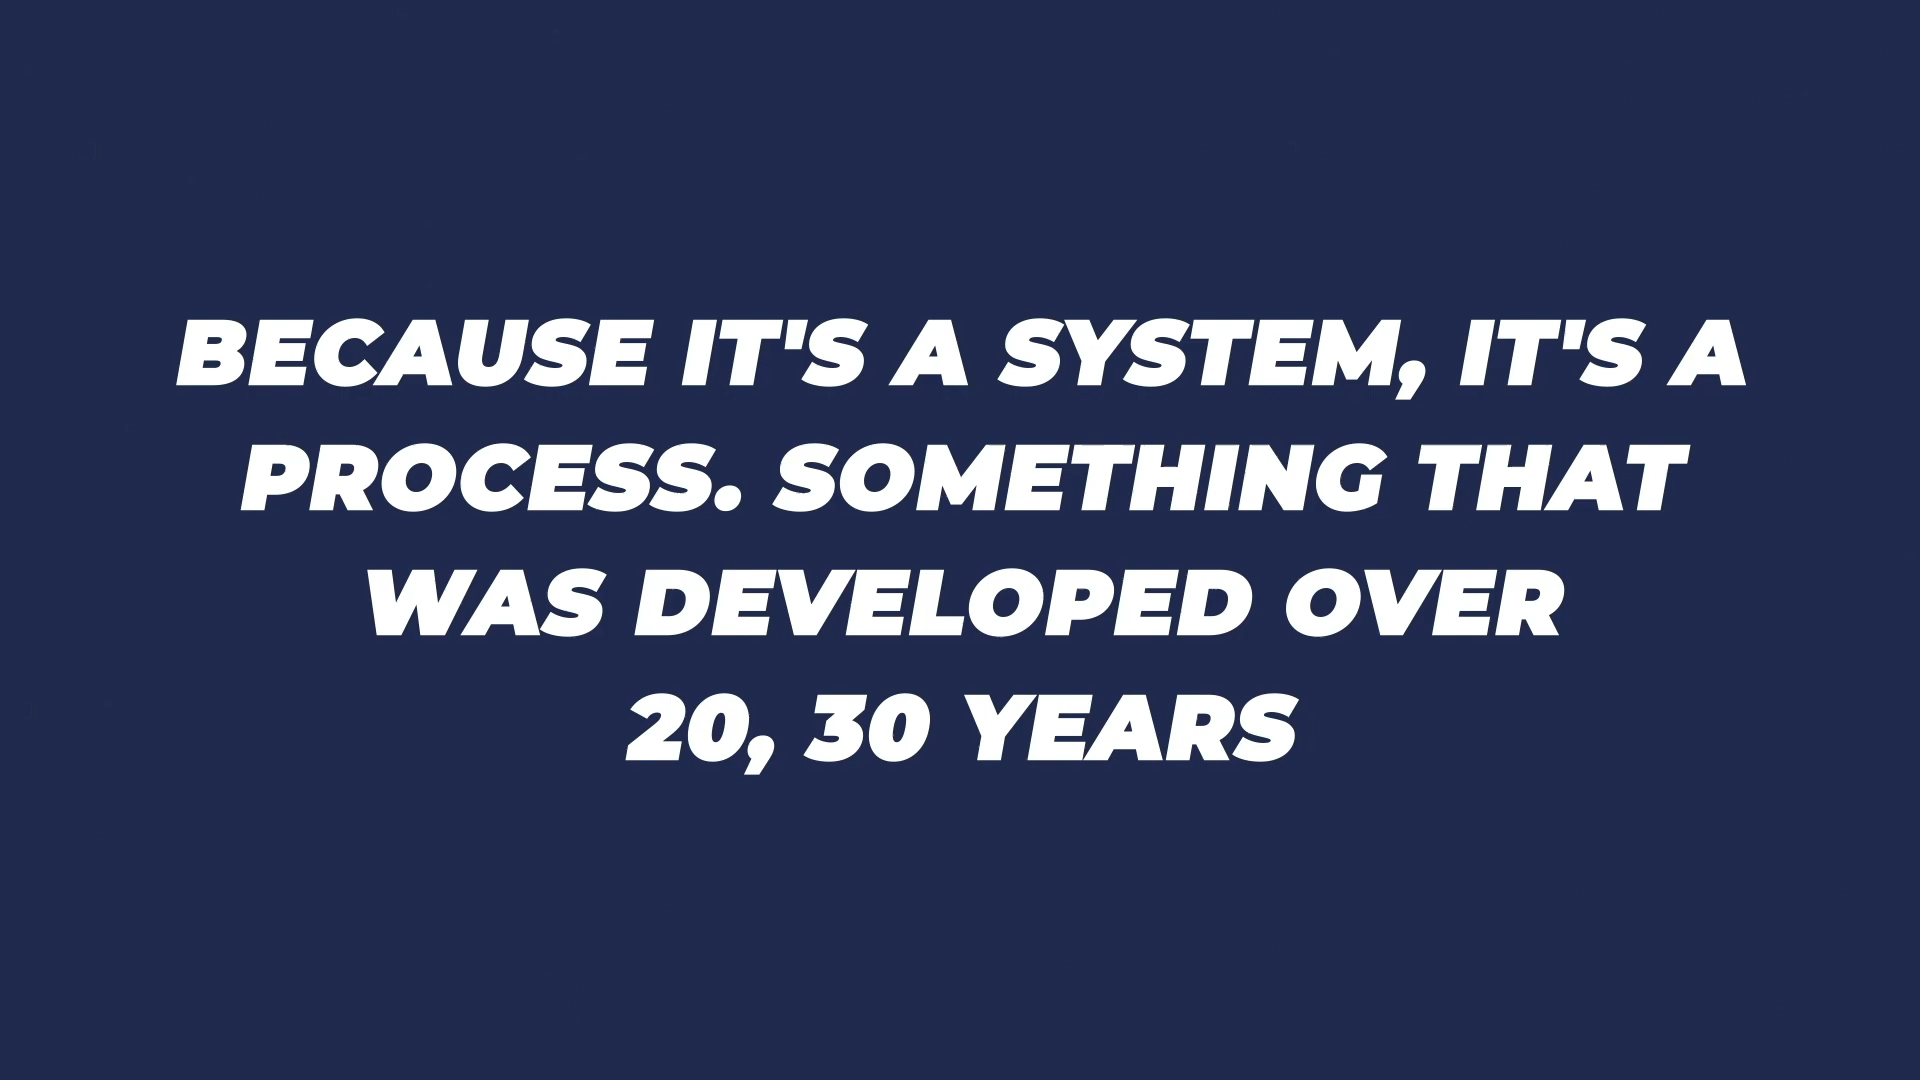 BECAUSE IT'S A SYSTEM, IT'S A
PROCESS. SOMETHING THAT
WAS DEVELOPED OVER
20, 30 YEARS